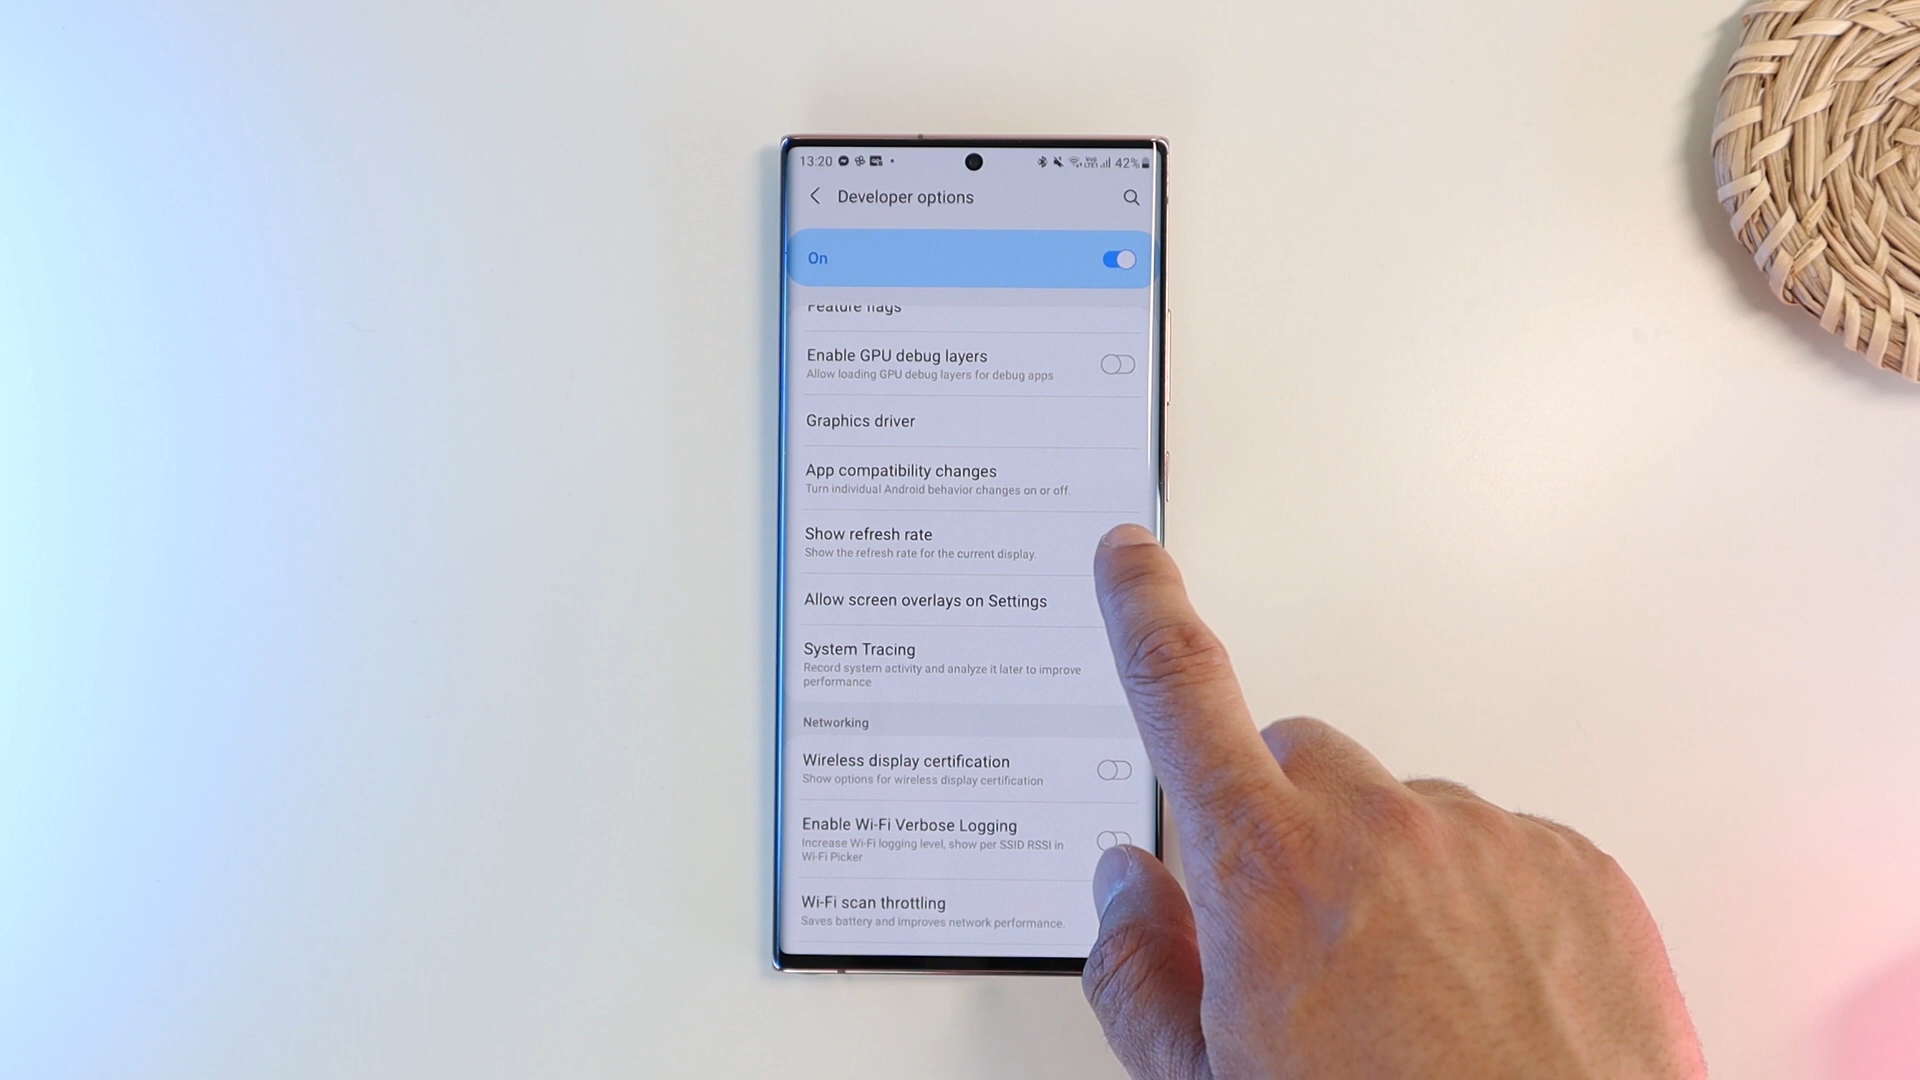 13:20 42%
Developer options
On
Feature flags
Enable GPU debug layers
Allow loading GPU debug layers for debug apps
Graphics driver
App compatibility changes
Turn individual Android behavior changes on or off.
Show refresh rate
Show the refresh rate for the current display.
Allow screen overlays on Settings
System Tracing
Record system activity and analyze it later to improve
performance
Networking
Wireless display certification
Show options for wireless display certification
Enable Wi-Fi Verbose Logging
Increase Wi-Fi logging level, show per SSID RSSI in
Wi-Fi Picker
Wi-Fi scan throttling
Saves battery and improves network performance.